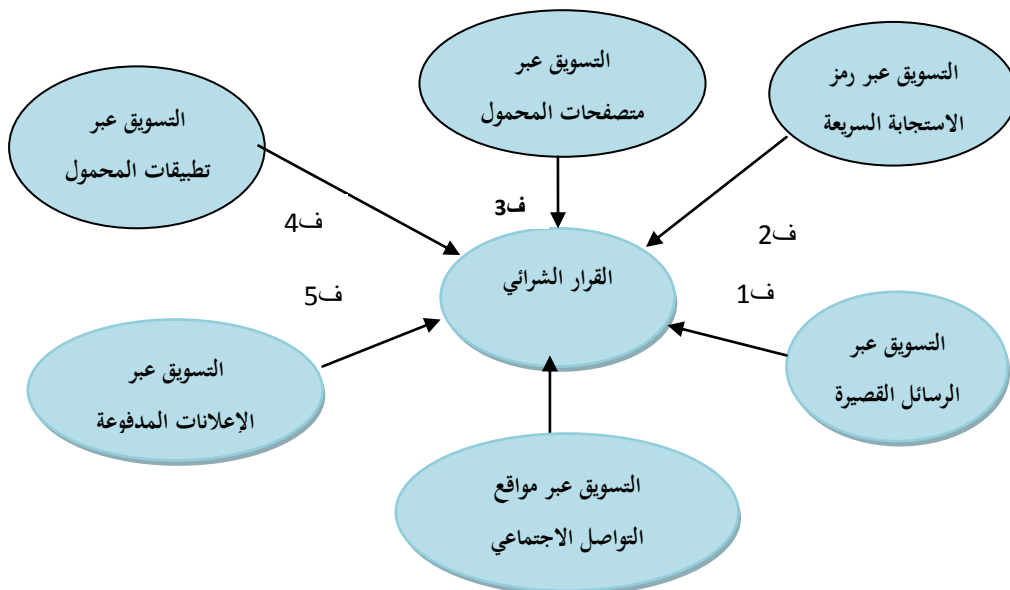 التسويق عبر رمز
الاستجابة السريعة
التسويق عبر
متصفحات المحمول
التسويق عبر
تطبيقات المحمول
ف3
ف4
ف2
القرار الشرائي
ف5
ف1
التسويق عبر
الرسائل القصيرة
التسويق عبر
الإعلانات المدفوعة
التسويق عبر مواقع
التواصل الاجتماعي